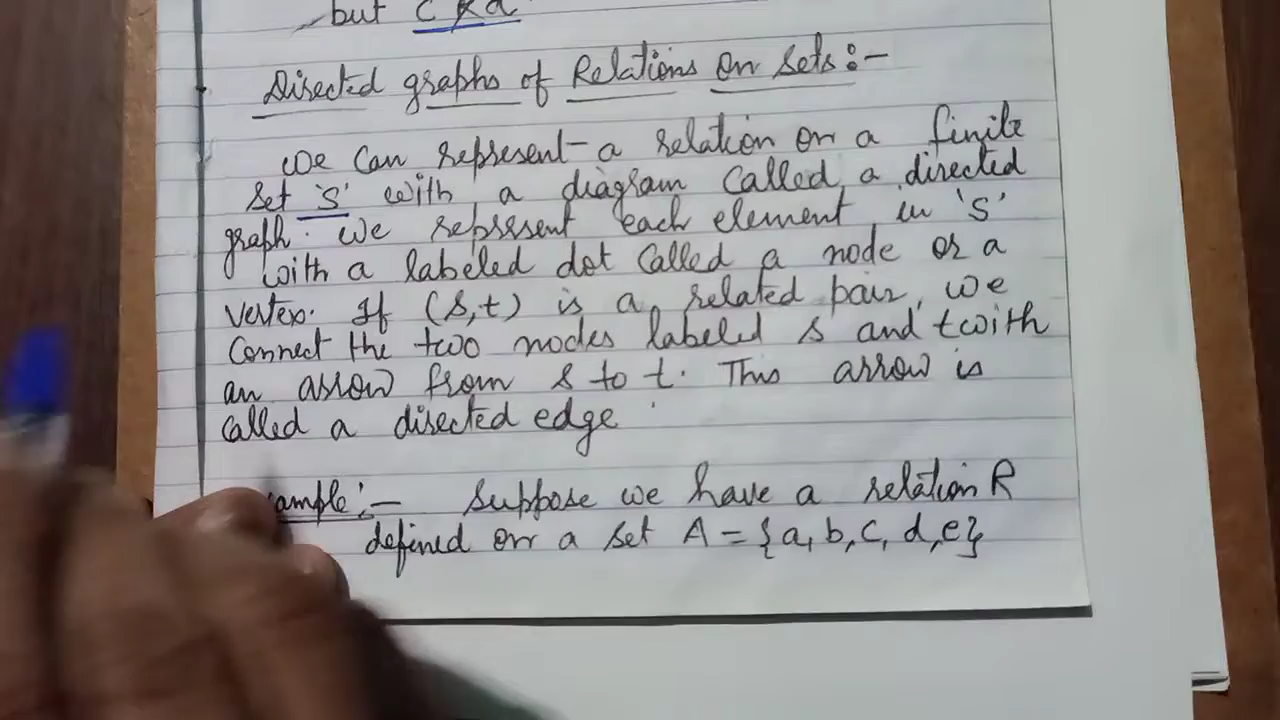 but c R d
Directed graphs of Relations on sets:-
We can represent a relation on a finite
set 'S' with a diagram called a directed
graph. We represent each element in 'S'
with a labeled dot called a node or a
vertex. If (s,t) is a related pair, we
connect the two nodes labeled s and t with
an arrow from s to t. This arrow is
called a directed edge.
ample:- Suppose we have a relation R
defined on a set A = {a, b, c, d, e}